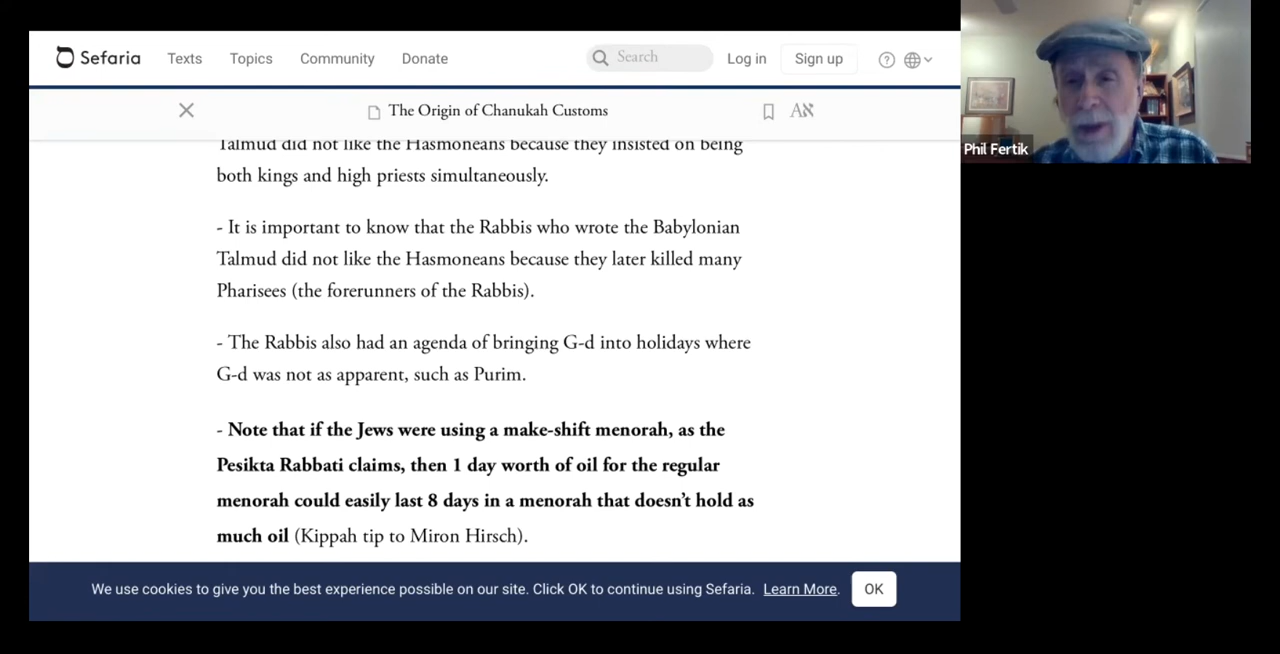 Sefaria Texts Topics Community Donate Search Log in Sign up
The Origin of Chanukah Customs Aא
Talmud did not like the Hasmoneans because they insisted on being
both kings and high priests simultaneously.
- It is important to know that the Rabbis who wrote the Babylonian
Talmud did not like the Hasmoneans because they later killed many
Pharisees (the forerunners of the Rabbis).
- The Rabbis also had an agenda of bringing G-d into holidays where
G-d was not as apparent, such as Purim.
- Note that if the Jews were using a make-shift menorah, as the
Pesikta Rabbati claims, then 1 day worth of oil for the regular
menorah could easily last 8 days in a menorah that doesn’t hold as
much oil (Kippah tip to Miron Hirsch).
We use cookies to give you the best experience possible on our site. Click OK to continue using Sefaria. Learn More. OK
Phil Fertik